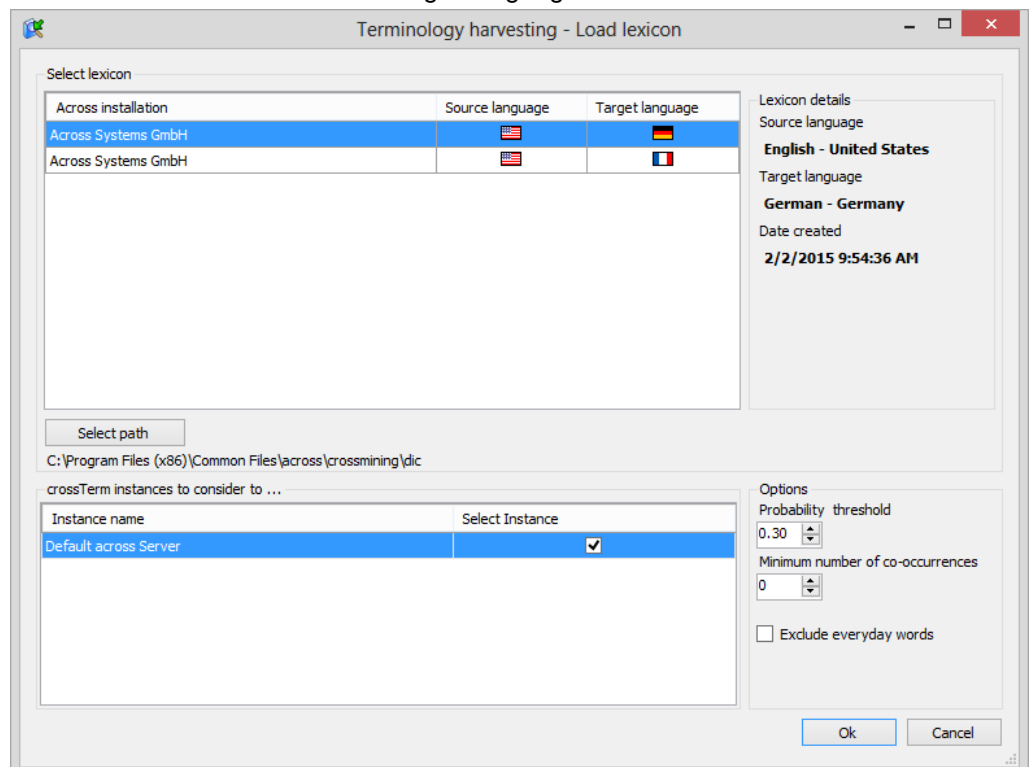 Terminology harvesting - Load lexicon
Select lexicon
Across installation Source language Target language
Across Systems GmbH
Across Systems GmbH
Lexicon details
Source language
English - United States
Target language
German - Germany
Date created
2/2/2015 9:54:36 AM
Select path
C:\Program Files (x86)\Common Files\across\crossmining\dic
crossTerm instances to consider to ...
Instance name Select Instance
Default across Server
Options
Probability threshold
0.30
Minimum number of co-occurrences
0
Exclude everyday words
Ok Cancel